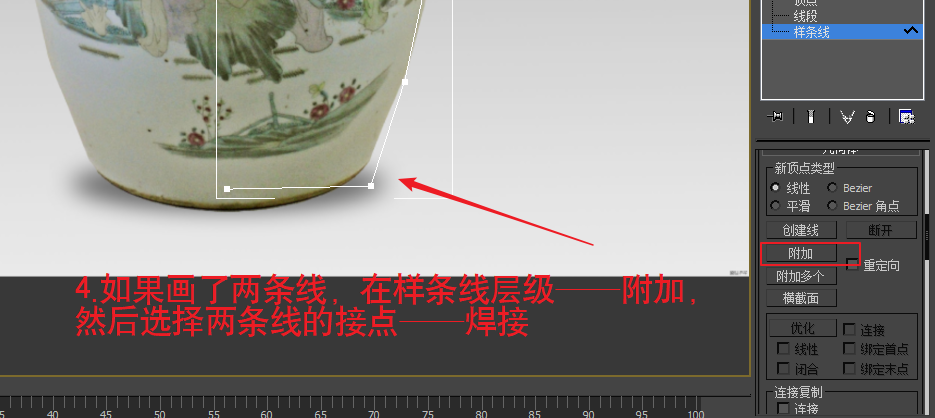 顶点
线段
样条线
几何体
新顶点类型
线性 Bezier
平滑 Bezier 角点
创建线 断开
附加
重定向
附加多个
横截面
优化 连接
线性 绑定首点
闭合 绑定末点
连接复制
连接
4.如果画了两条线，在样条线层级——附加，
然后选择两条线的接点——焊接
40 45 50 55 60 65 70 75 80 85 90 95 100